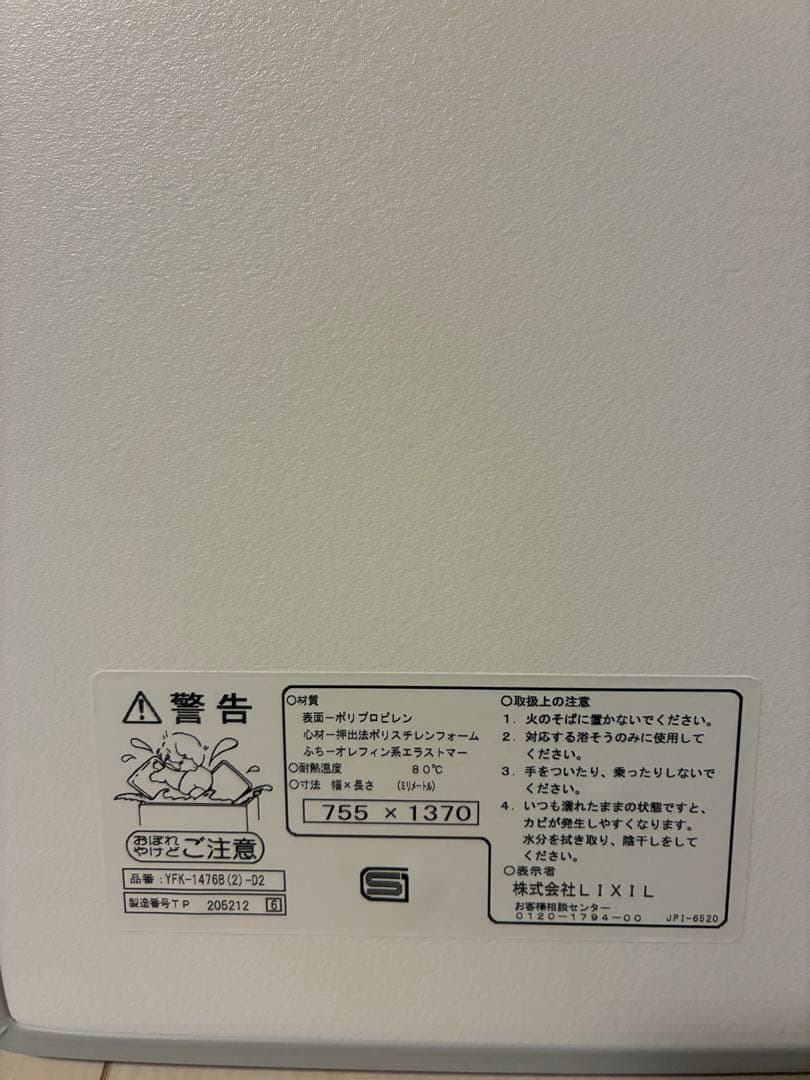 警告
おぼれ
やけど
ご注意
品番:YFK-1476B(2)-D2
製造番号TP 205212 6
○材質
表面ーポリプロピレン
心材ー押出法ポリスチレンフォーム
ふちーオレフィン系エラストマー
○耐熱温度 80℃
○寸法 幅×長さ (ミリメートル)
755 × 1370
○取扱上の注意
1. 火のそばに置かないでください。
2. 対応する浴そうのみに使用して
ください。
3. 手をついたり、乗ったりしないで
ください。
4. いつも濡れたままの状態ですと、
カビが発生しやすくなります。
水分を拭き取り、陰干しをして
ください。
○表示者
株式会社LIXIL
お客様相談センター
0120-1794-00 JPI-6520